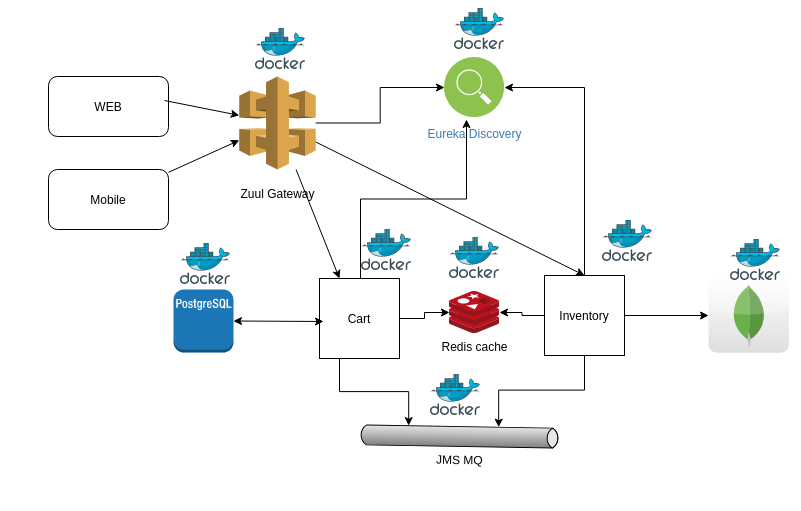 docker
docker
WEB
Eureka Discovery
Zuul Gateway
Mobile
docker
docker
docker
docker
docker
PostgreSQL
Cart
Inventory
Redis cache
docker
JMS MQ